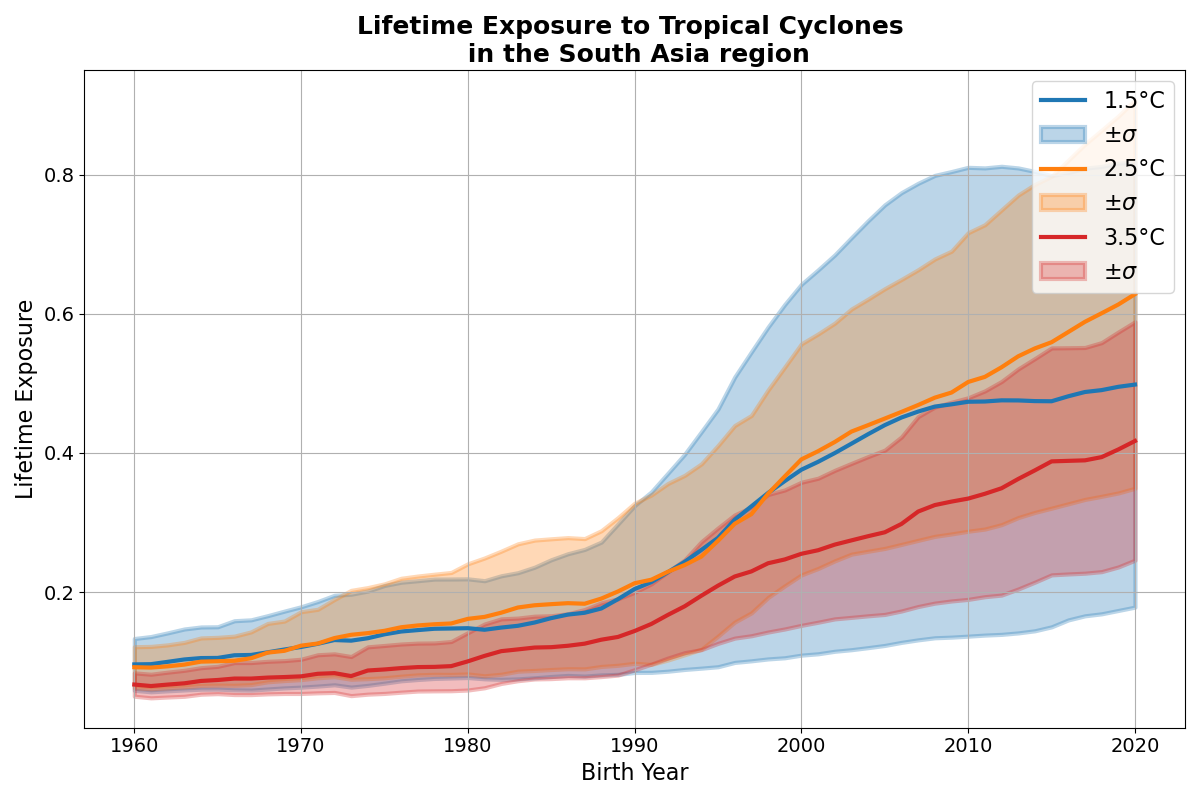 Lifetime Exposure to Tropical Cyclones
in the South Asia region
1.5°C
±σ
2.5°C
±σ
3.5°C
±σ
Lifetime Exposure
0.8
0.6
0.4
0.2
1960 1970 1980 1990 2000 2010 2020
Birth Year